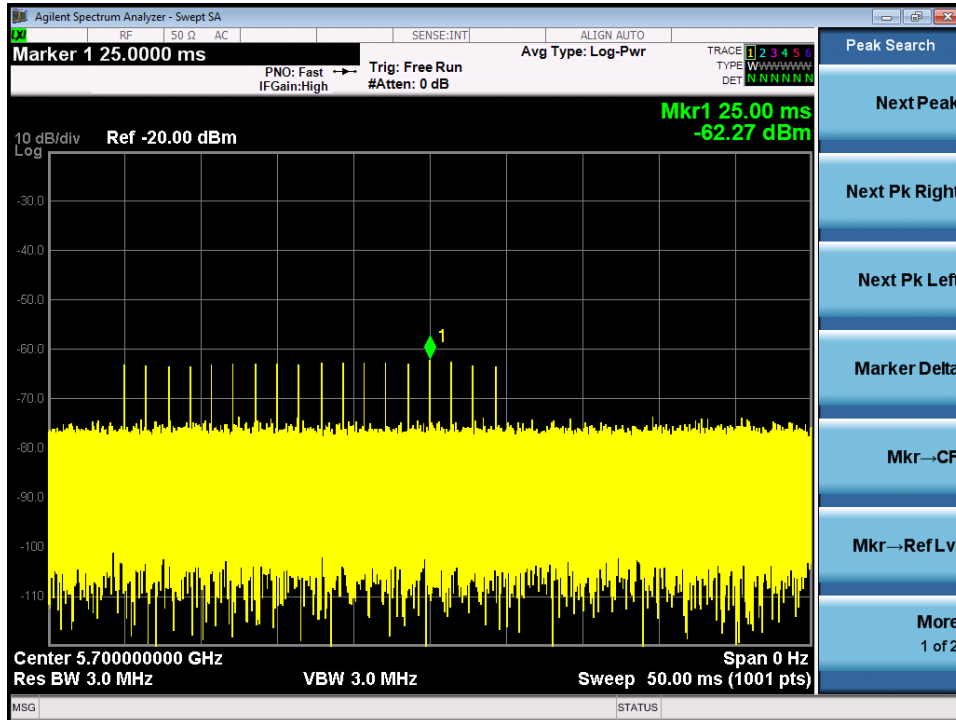 Agilent Spectrum Analyzer - Swept SA
LXI RF 50 Ω AC SENSE:INT ALIGN AUTO
Marker 1 25.0000 ms
PNO: Fast
IFGain:High
Trig: Free Run
#Atten: 0 dB
Avg Type: Log-Pwr
TRACE 1 2 3 4 5 6
TYPE WWWWWW
DET N N N N N N
Mkr1 25.00 ms
-62.27 dBm
10 dB/div Ref -20.00 dBm
Log
-30.0
-40.0
-50.0
-60.0
-70.0
-80.0
-90.0
-100
-110
1
Center 5.700000000 GHz Span 0 Hz
Res BW 3.0 MHz VBW 3.0 MHz Sweep 50.00 ms (1001 pts)
MSG STATUS
Peak Search
Next Peak
Next Pk Right
Next Pk Left
Marker Delta
Mkr→CF
Mkr→Ref Lv
More
1 of 2